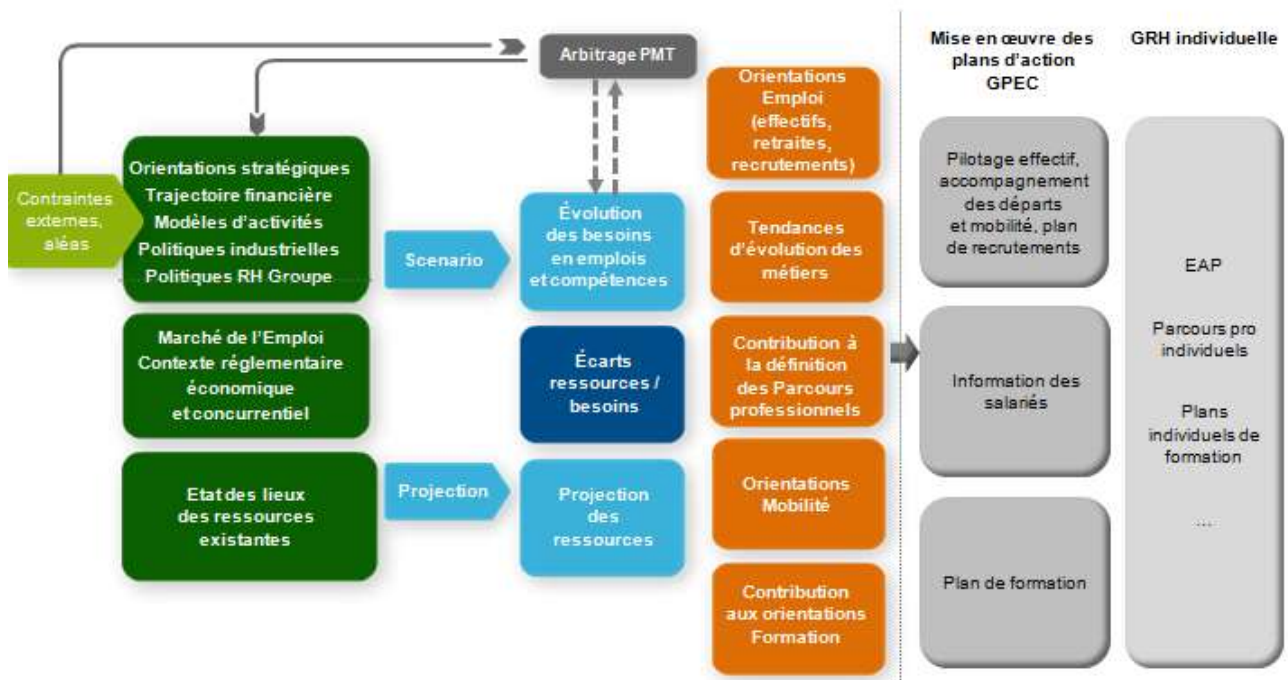 Arbitrage PMT
Contraintes
externes,
aléas
Orientations stratégiques
Trajectoire financière
Modèles d'activités
Politiques industrielles
Politiques RH Groupe
Marché de l'Emploi
Contexte réglementaire
économique
et concurrentiel
Etat des lieux
des ressources
existantes
Scenario
Projection
Évolution
des besoins
en emplois
et compétences
Écarts
ressources /
besoins
Projection
des
ressources
Orientations
Emploi
(effectifs,
retraites,
recrutements)
Tendances
d'évolution des
métiers
Contribution à
la définition
des Parcours
professionnels
Orientations
Mobilité
Contribution
aux orientations
Formation
Mise en œuvre des
plans d'action
GPEC
Pilotage effectif,
accompagnement
des départs
et mobilité, plan
de recrutements
Information des
salariés
Plan de formation
GRH individuelle
EAP
Parcours pro
individuels
Plans
individuels de
formation
...